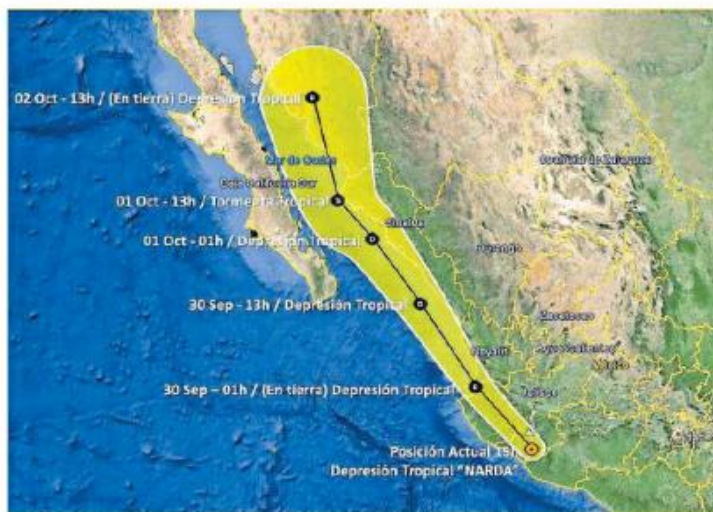 02 Oct - 13h / (En tierra) Depresión Tropical
Mar de Cortés
Baja California Sur
01 Oct - 13h / Tormenta Tropical
Sinaloa
01 Oct - 01h / Depresión Tropical
Durango
30 Sep - 13h / Depresión Tropical
Zacatecas
Nayarit
30 Sep – 01h / (En tierra) Depresión Tropical
Jalisco
Posición Actual 19h
Depresión Tropical "NARDA"